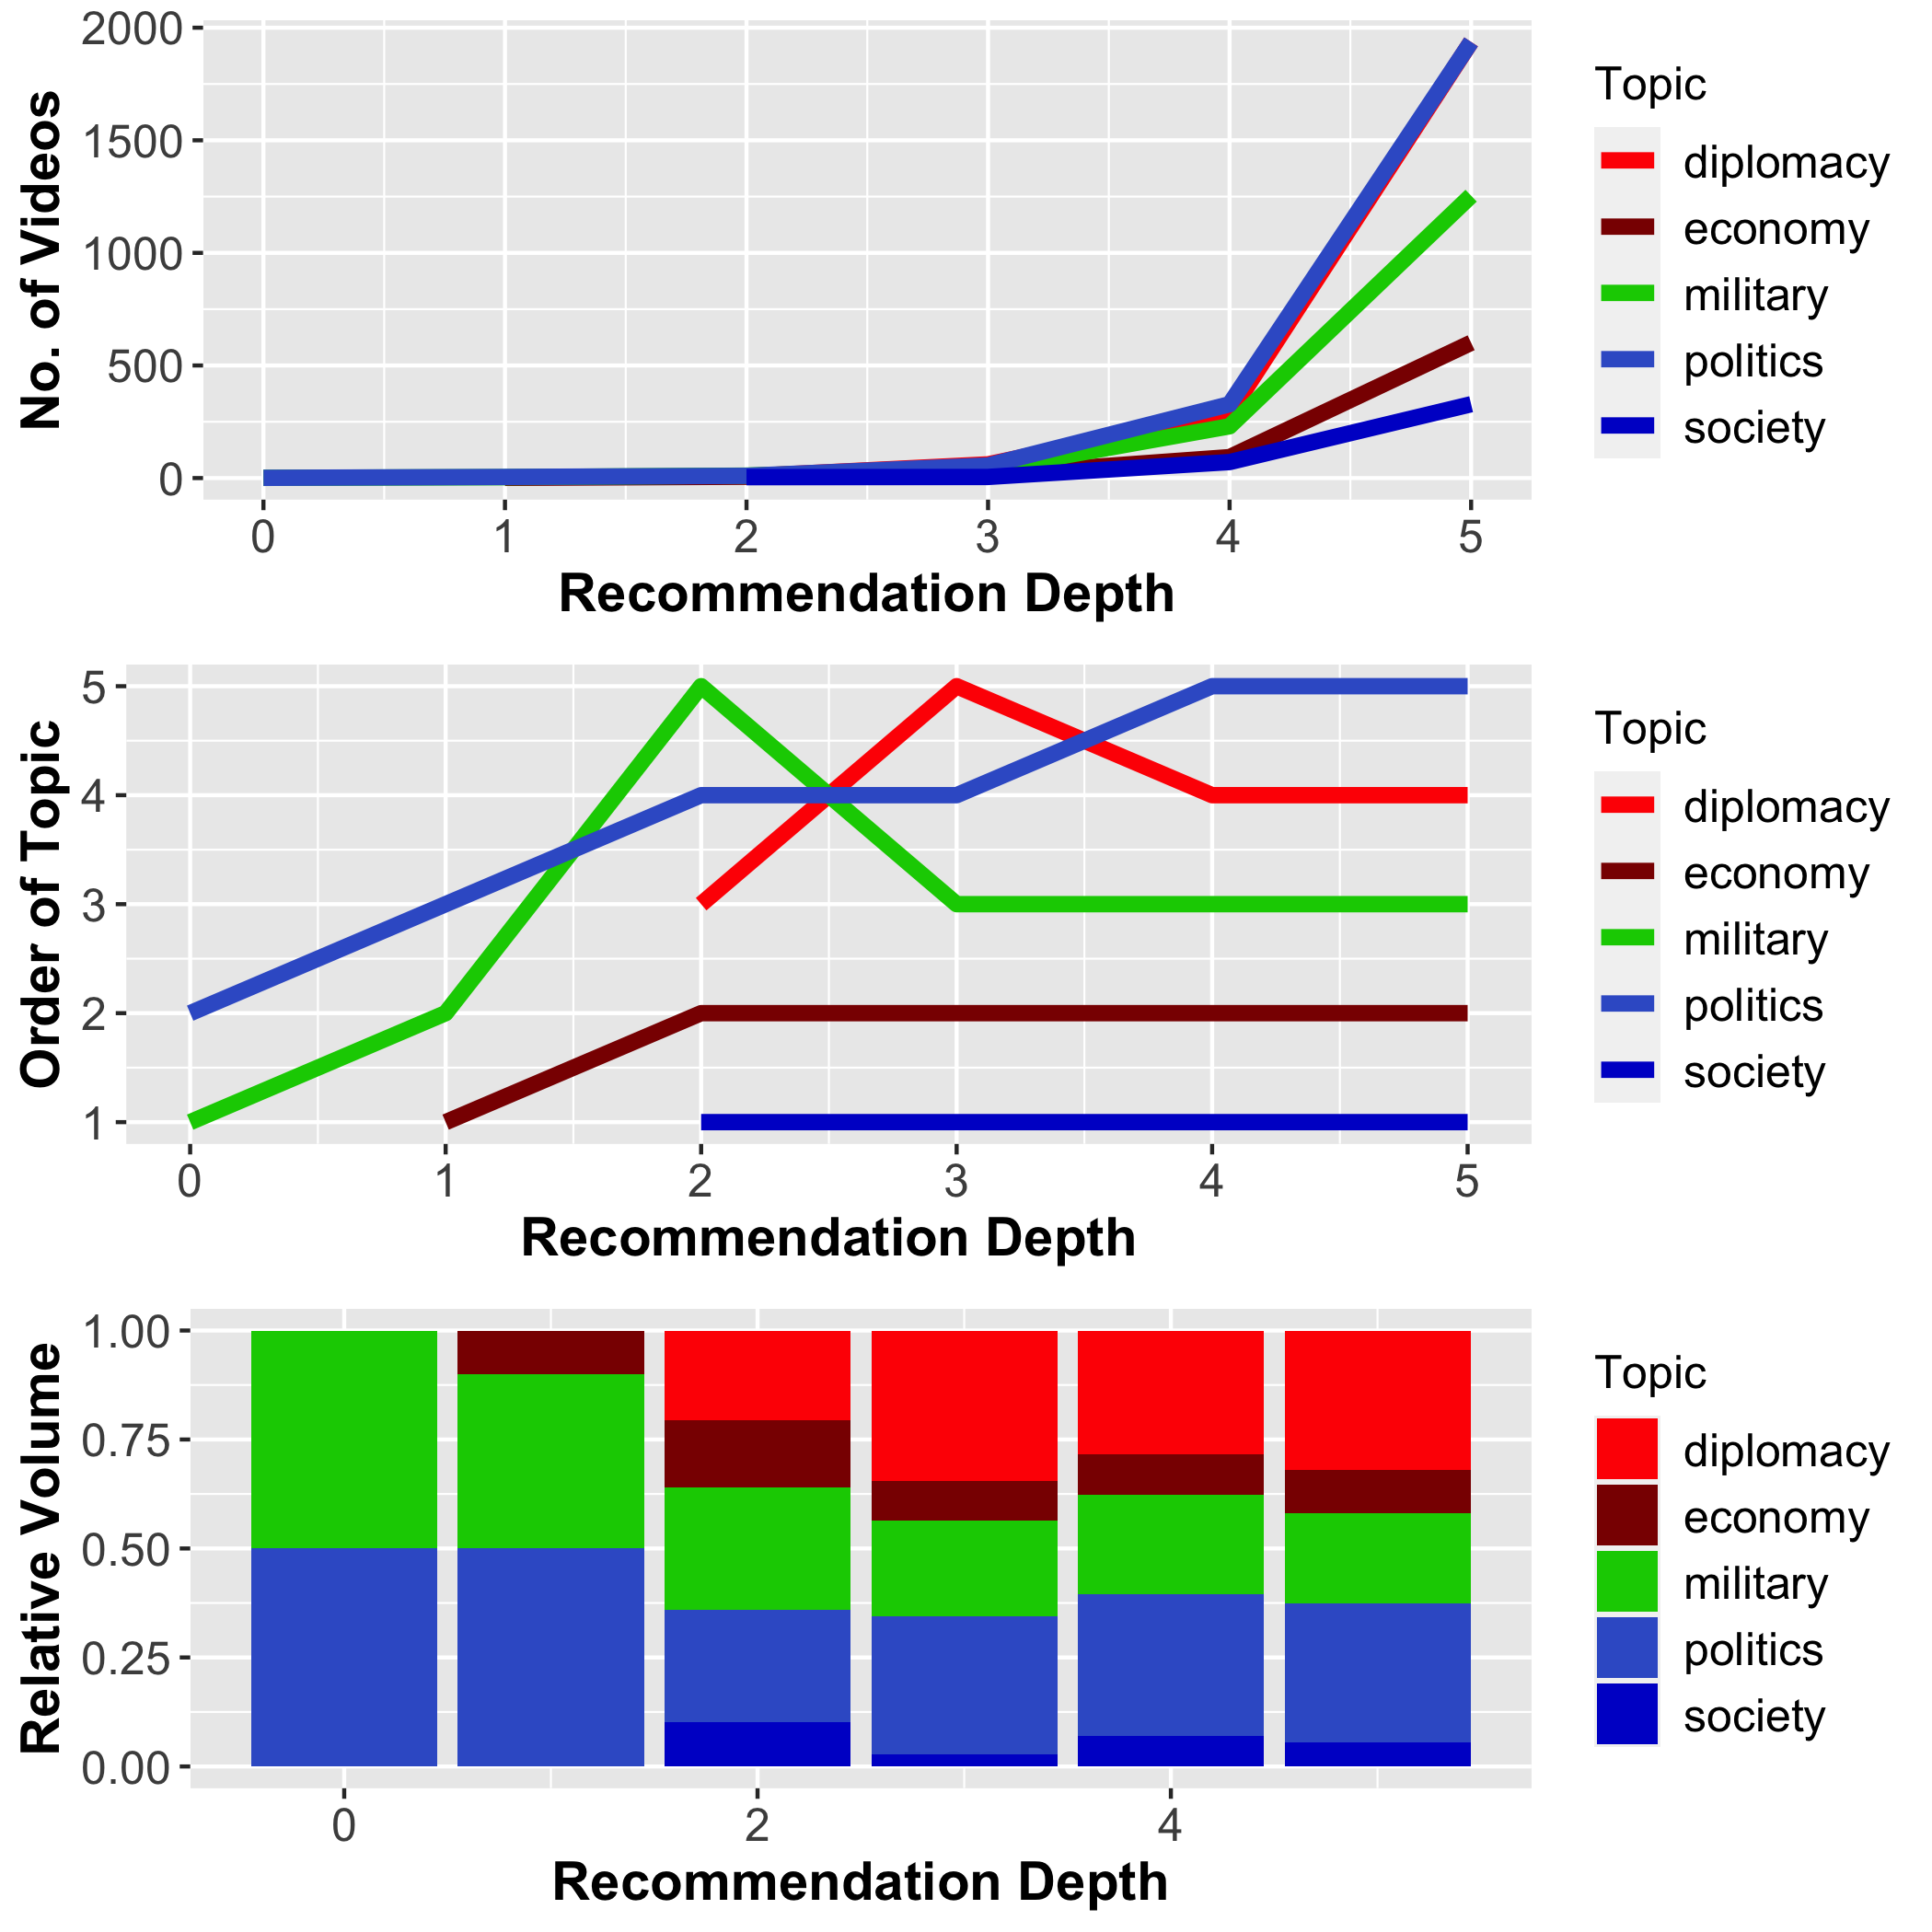 No. of Videos
2000
1500
1000
500
0
0 1 2 3 4 5
Recommendation Depth
Topic
diplomacy
economy
military
politics
society
Order of Topic
5
4
3
2
1
0 1 2 3 4 5
Recommendation Depth
Topic
diplomacy
economy
military
politics
society
Relative Volume
1.00
0.75
0.50
0.25
0.00
0 2 4
Recommendation Depth
Topic
diplomacy
economy
military
politics
society